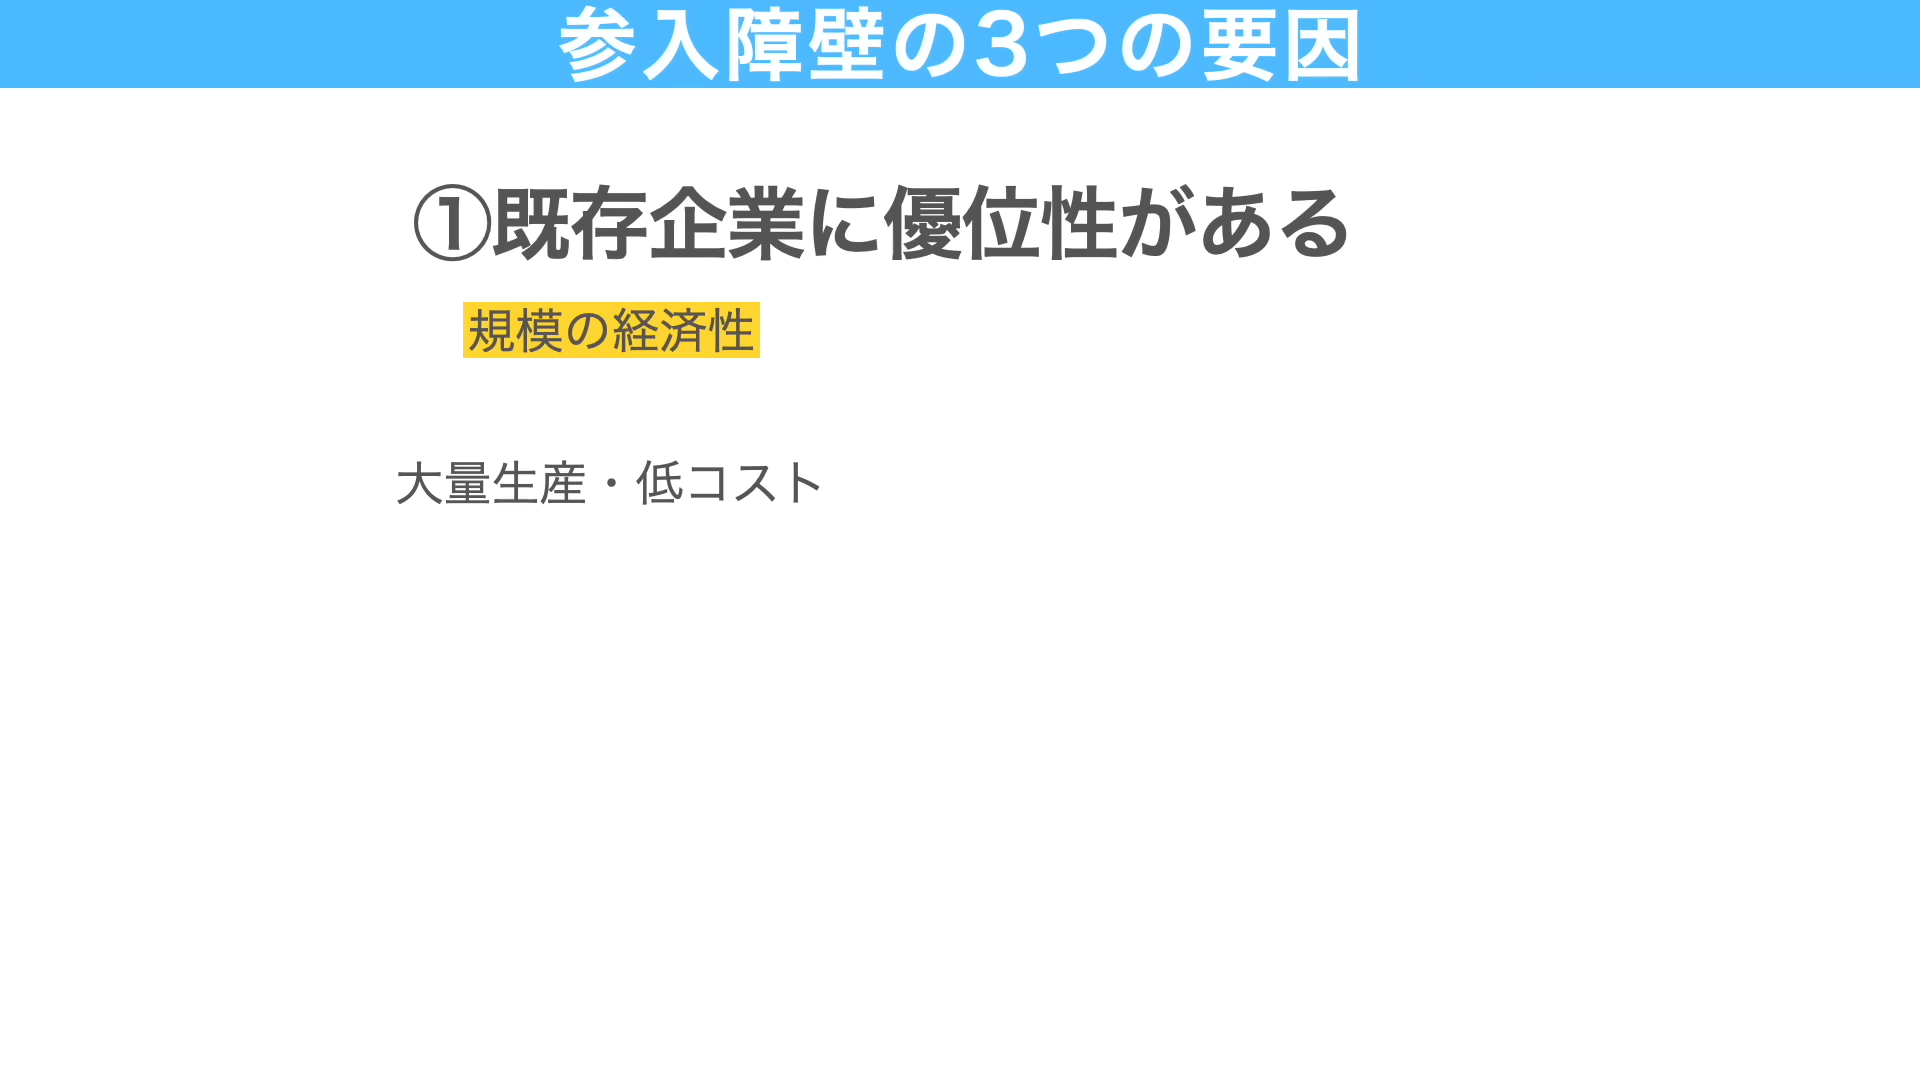 参入障壁の3つの要因
①既存企業に優位性がある
規模の経済性
大量生産・低コスト